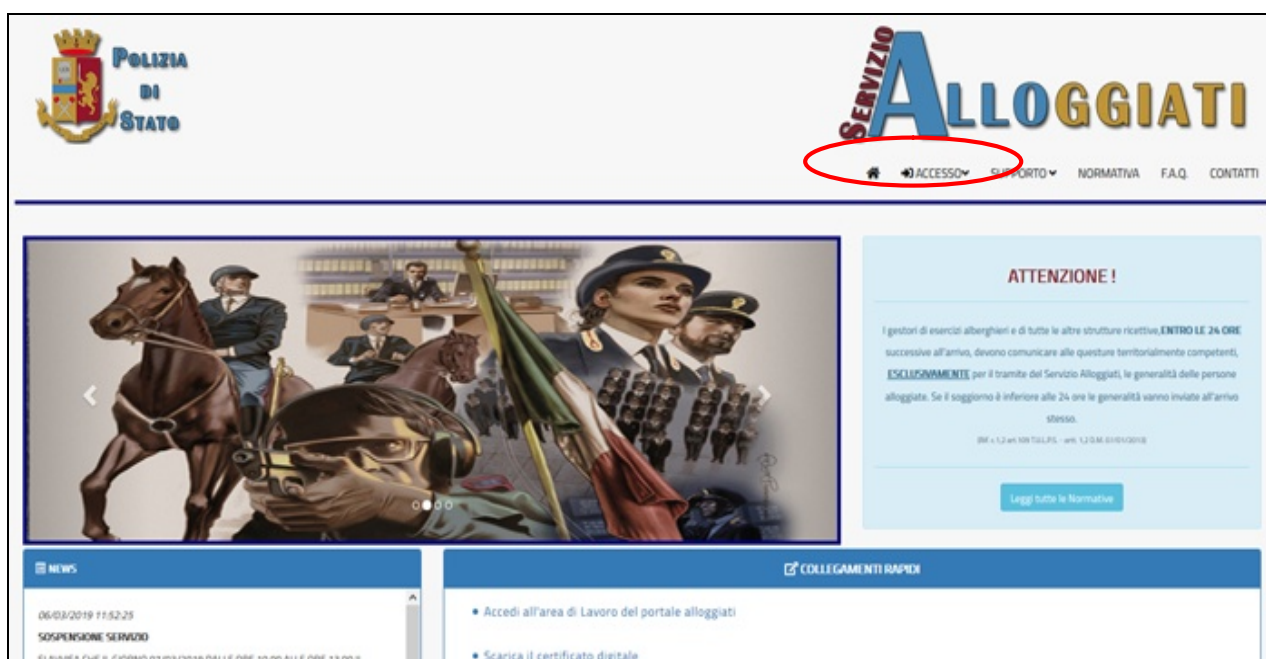 POLIZIA
DI
STATO
SERVIZIO
ALLOGGIATI
ACCESSO
SUPPORTO
NORMATIVA
F.A.Q.
CONTATTI
ATTENZIONE !
I gestori di esercizi alberghieri e di tutte le altre strutture ricettive,ENTRO LE 24 ORE
successive all'arrivo, devono comunicare alle questure territorialmente competenti,
ESCLUSIVAMENTE per il tramite del Servizio Alloggiati, le generalità delle persone
alloggiate. Se il soggiorno è inferiore alle 24 ore le generalità vanno inviate all'arrivo
stesso.
Leggi tutte le Normative
NEWS
06/03/2019 11:52:25
SOSPENSIONE SERVIZIO
COLLEGAMENTI RAPIDI
Accedi all'area di Lavoro del portale alloggiati
Scarica il certificato digitale